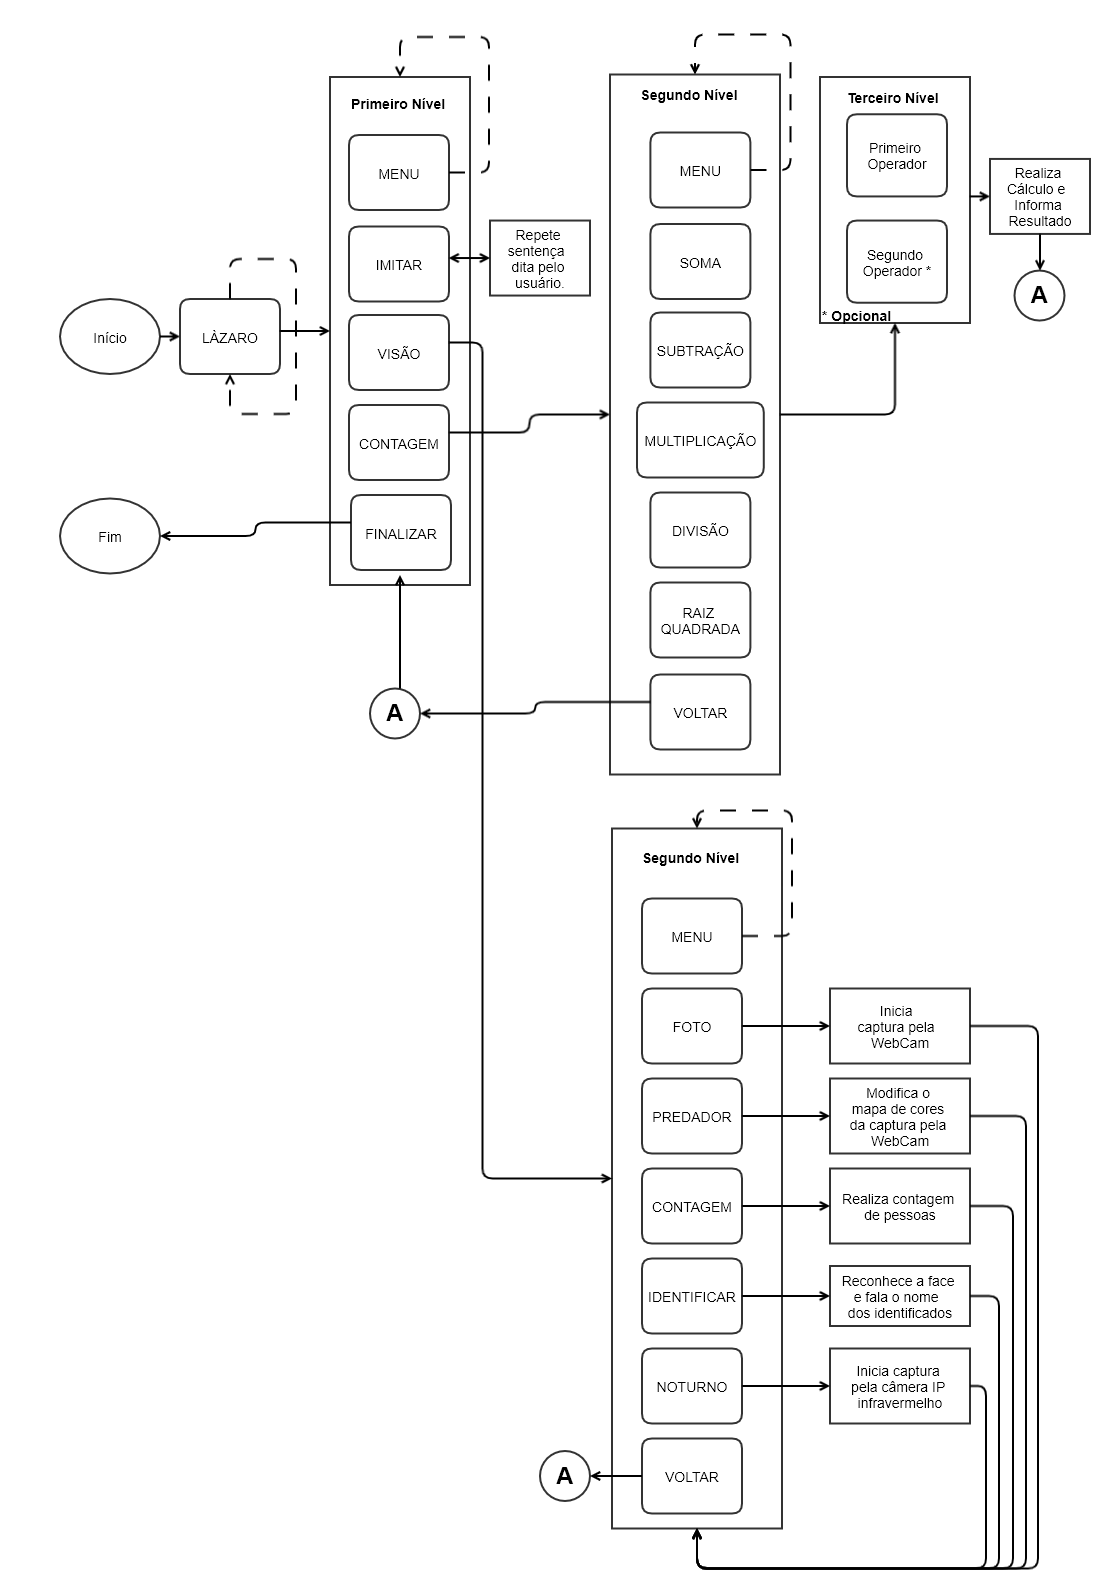 Início
LÀZARO
Fim
Primeiro Nível
MENU
IMITAR
VISÃO
CONTAGEM
FINALIZAR
A
Repete
sentença
dita pelo
usuário.
Segundo Nível
MENU
SOMA
SUBTRAÇÃO
MULTIPLICAÇÃO
DIVISÃO
RAIZ
QUADRADA
VOLTAR
Terceiro Nível
Primeiro
Operador
Segundo
Operador *
* Opcional
Realiza
Cálculo e
Informa
Resultado
A
Segundo Nível
MENU
FOTO
PREDADOR
CONTAGEM
IDENTIFICAR
NOTURNO
VOLTAR
A
Inicia
captura pela
WebCam
Modifica o
mapa de cores
da captura pela
WebCam
Realiza contagem
de pessoas
Reconhece a face
e fala o nome
dos identificados
Inicia captura
pela câmera IP
infravermelho